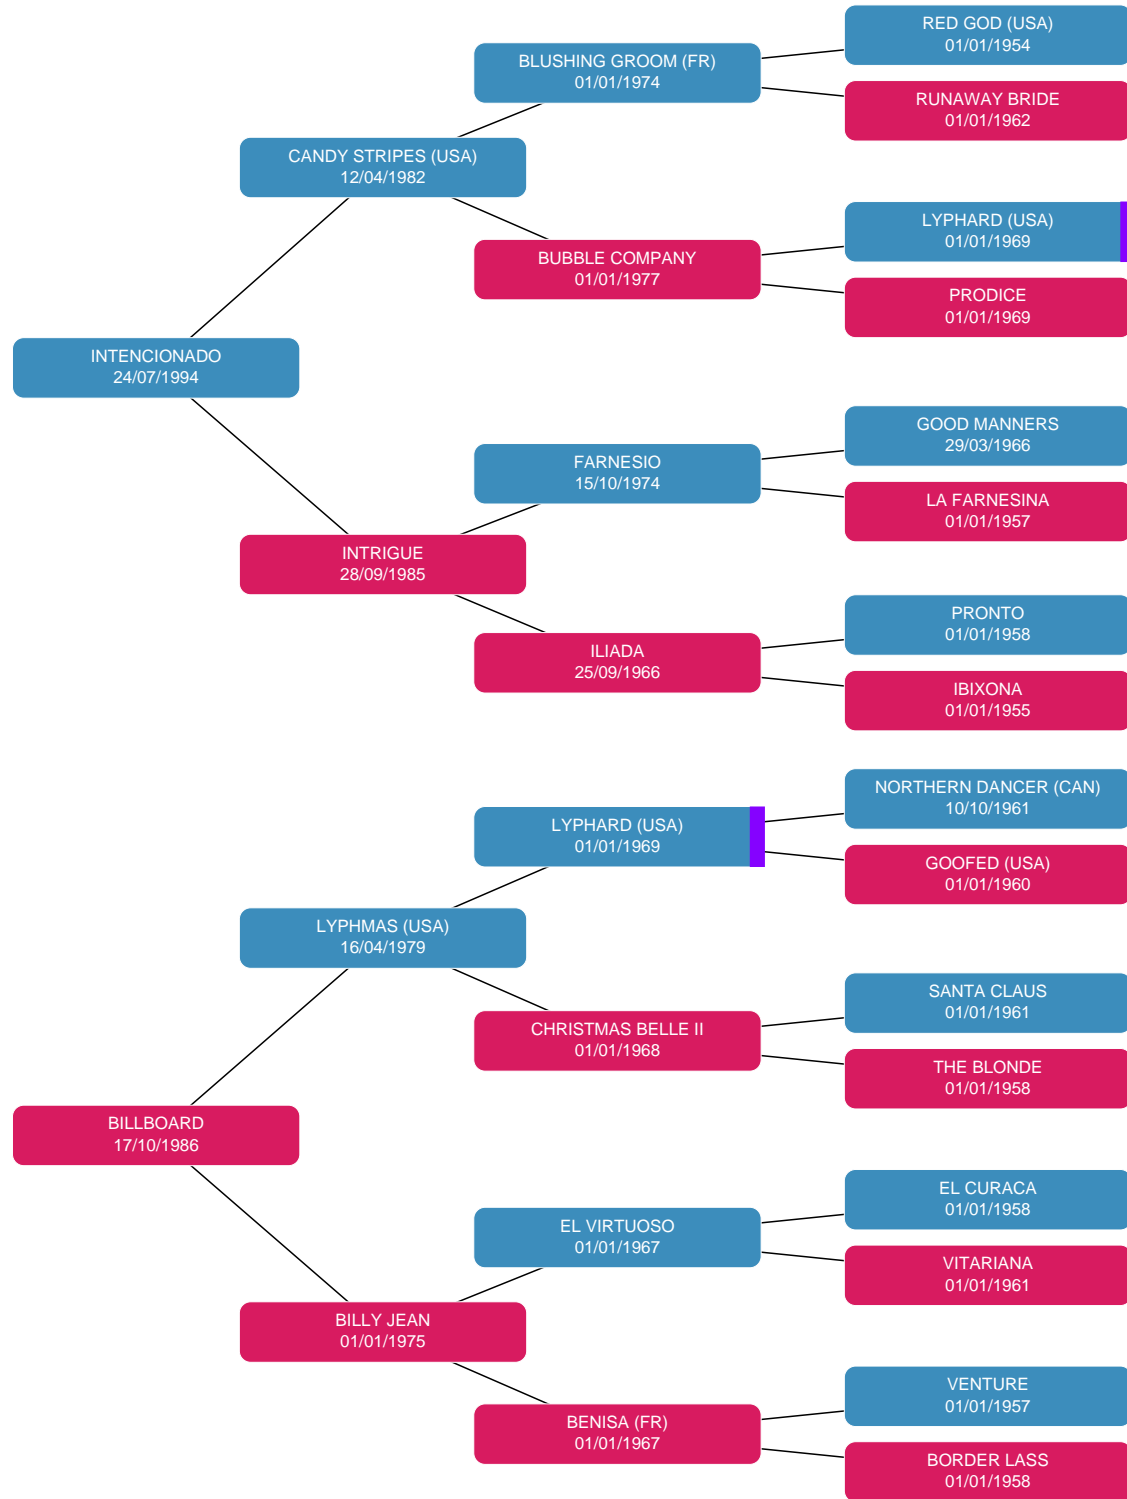 RED GOD (USA)
01/01/1954
BLUSHING GROOM (FR)
01/01/1974
RUNAWAY BRIDE
01/01/1962
CANDY STRIPES (USA)
12/04/1982
LYPHARD (USA)
01/01/1969
BUBBLE COMPANY
01/01/1977
PRODICE
01/01/1969
INTENCIONADO
24/07/1994
GOOD MANNERS
29/03/1966
FARNESIO
15/10/1974
LA FARNESINA
01/01/1957
INTRIGUE
28/09/1985
PRONTO
01/01/1958
ILIADA
25/09/1966
IBIXONA
01/01/1955
NORTHERN DANCER (CAN)
10/10/1961
LYPHARD (USA)
01/01/1969
GOOFED (USA)
01/01/1960
LYPHMAS (USA)
16/04/1979
SANTA CLAUS
01/01/1961
CHRISTMAS BELLE II
01/01/1968
THE BLONDE
01/01/1958
BILLBOARD
17/10/1986
EL CURACA
01/01/1958
EL VIRTUOSO
01/01/1967
VITARIANA
01/01/1961
BILLY JEAN
01/01/1975
VENTURE
01/01/1957
BENISA (FR)
01/01/1967
BORDER LASS
01/01/1958